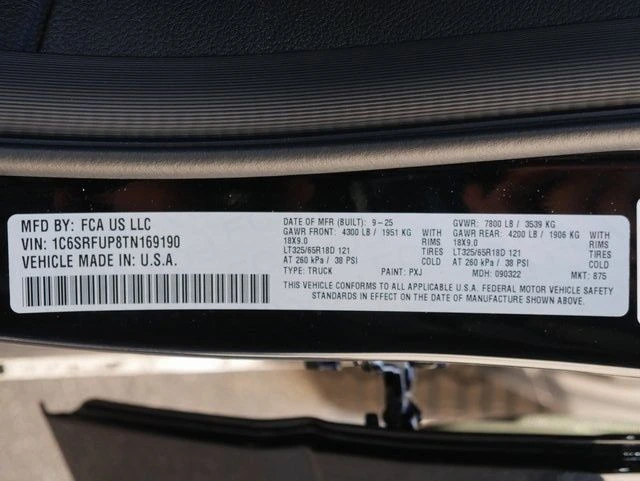 MFD BY: FCA US LLC
VIN: 1C6SRFUP8TN169190
VEHICLE MADE IN: U.S.A.
DATE OF MFR (BUILT): 9-25 GVWR: 7800 LB / 3539 KG
GAWR FRONT: 4300 LB / 1951 KG GAWR REAR: 4200 LB / 1906 KG
18X9.0 18X9.0
LT325/65R18D 121 TIRES LT325/65R18D 121 TIRES
AT 260 kPa / 38 PSI COLD AT 260 kPa / 38 PSI COLD
TYPE: TRUCK PAINT: PXJ MDH: 090322 MKT: 875
THIS VEHICLE CONFORMS TO ALL APPLICABLE U.S.A. FEDERAL MOTOR VEHICLE SAFETY
STANDARDS IN EFFECT ON THE DATE OF MANUFACTURE SHOWN ABOVE.